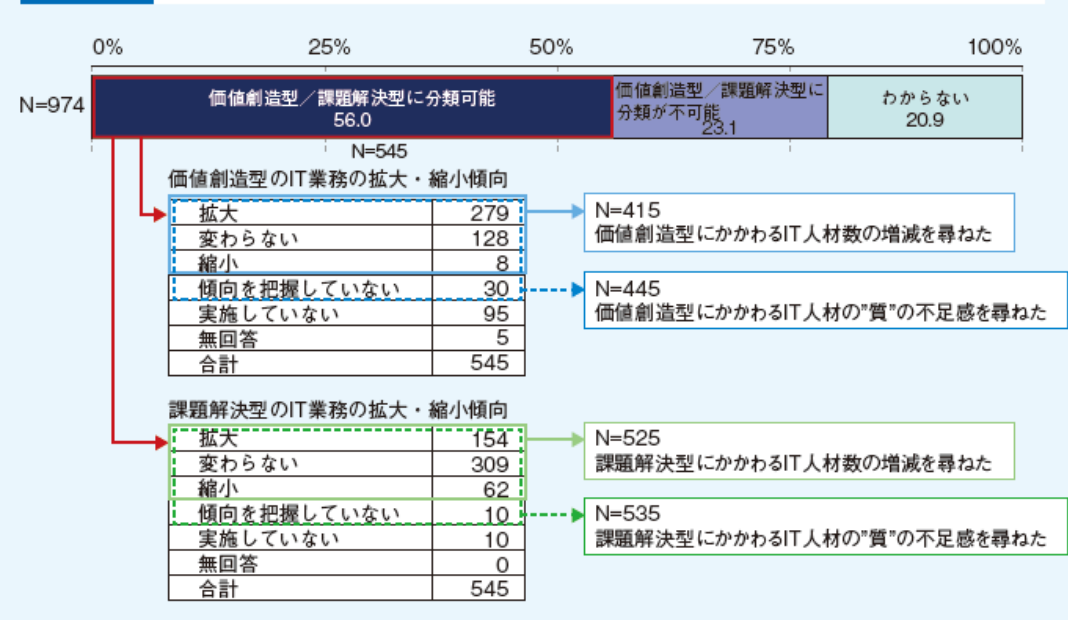 0% 25% 50% 75% 100%
N=974
価値創造型／課題解決型に分類可能
56.0
価値創造型／課題解決型に
分類が不可能
23.1
わからない
20.9
N=545
価値創造型のIT業務の拡大・縮小傾向
拡大 279
変わらない 128
縮小 8
傾向を把握していない 30
実施していない 95
無回答 5
合計 545
N=415
価値創造型にかかわるIT人材数の増減を尋ねた
N=445
価値創造型にかかわるIT人材の”質”の不足感を尋ねた
課題解決型のIT業務の拡大・縮小傾向
拡大 154
変わらない 309
縮小 62
傾向を把握していない 10
実施していない 10
無回答 0
合計 545
N=525
課題解決型にかかわるIT人材数の増減を尋ねた
N=535
課題解決型にかかわるIT人材の”質”の不足感を尋ねた